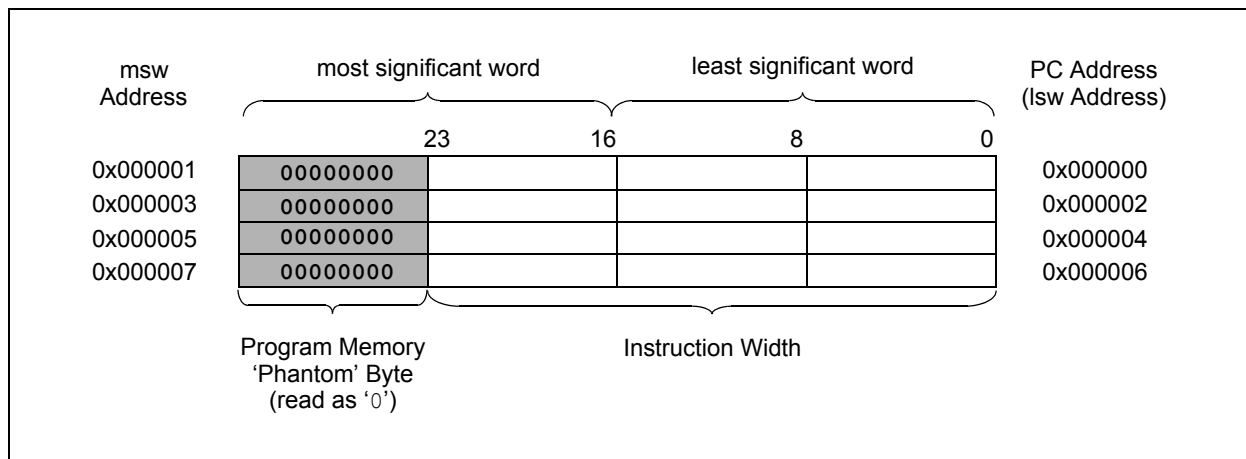 msw
Address
most significant word
least significant word
PC Address
(lsw Address)
23
16
8
0
0x000001
00000000
0x000000
0x000003
00000000
0x000002
0x000005
00000000
0x000004
0x000007
00000000
0x000006
Program Memory
‘Phantom’ Byte
(read as ‘0’)
Instruction Width